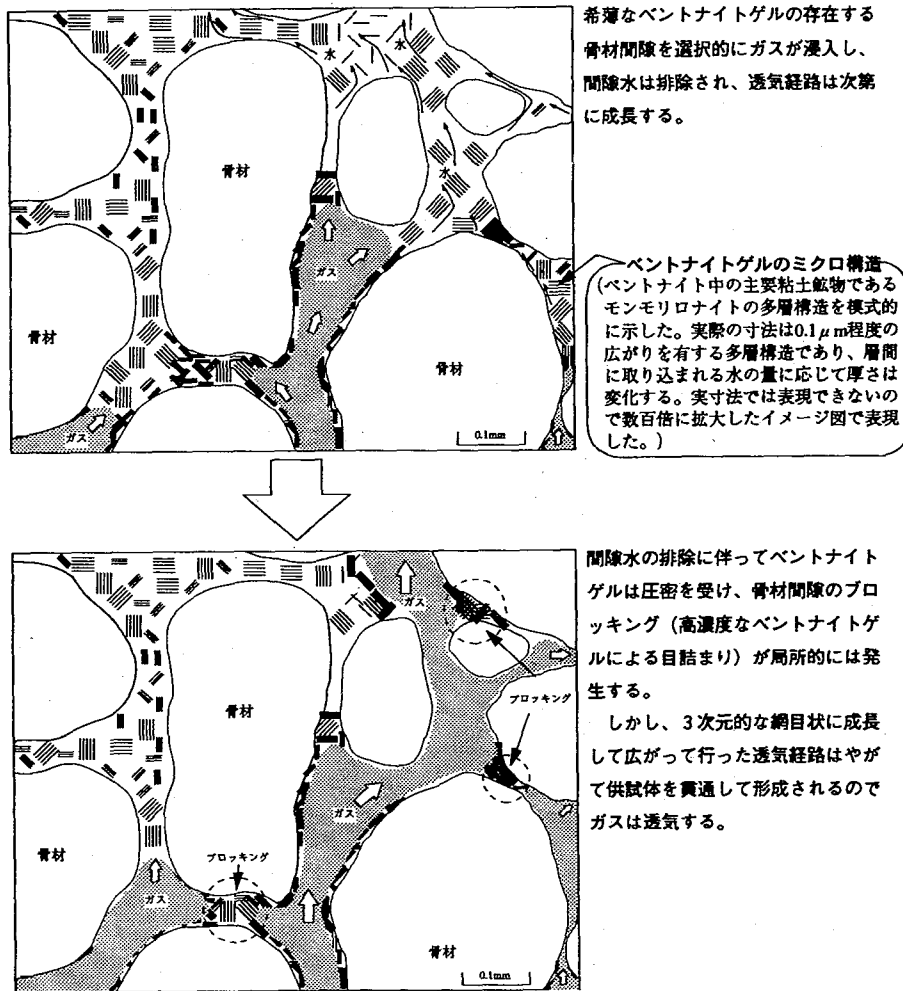 希薄なベントナイトゲルの存在する
骨材間隙を選択的にガスが浸入し、
間隙水は排除され、透気経路は次第
に成長する。
水
水
骨材
水
ガス
骨材
骨材
ガス
0.1mm
ベントナイトゲルのミクロ構造
(ベントナイト中の主要粘土鉱物である
モンモリロナイトの多層構造を模式的
に示した。実際の寸法は0.1μm程度の
広がりを有する多層構造であり、層間
に取り込まれる水の量に応じて厚さは
変化する。実寸法では表現できないの
で数百倍に拡大したイメージ図で表現
した。)
間隙水の排除に伴ってベントナイト
ゲルは圧密を受け、骨材間隙のブロ
ッキング(高濃度なベントナイトゲ
ルによる目詰まり)が局所的には発
生する。
しかし、3次元的な網目状に成長
して広がって行った透気経路はやが
て供試体を貫通して形成されるので
ガスは透気する。
ガス
ブロッキング
骨材
ガス
骨材
ブロッキング
ガス
骨材
0.1mm